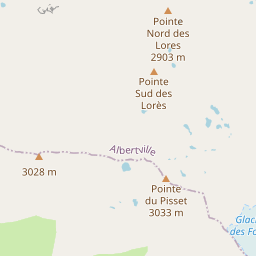 Pointe
Nord des
Lores
2903 m
Pointe
Sud des
Lorès
Albertville
3028 m
Pointe
du Pisset
3033 m
Glac
des Fo